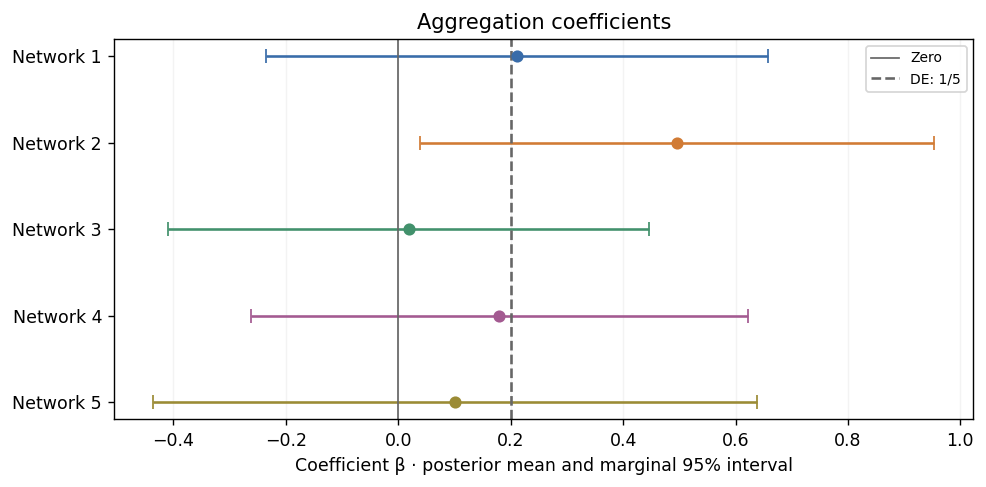 Aggregation coefficients
Network 1
Network 2
Network 3
Network 4
Network 5
Zero
DE: 1/5
−0.4 −0.2 0.0 0.2 0.4 0.6 0.8 1.0
Coefficient β · posterior mean and marginal 95% interval